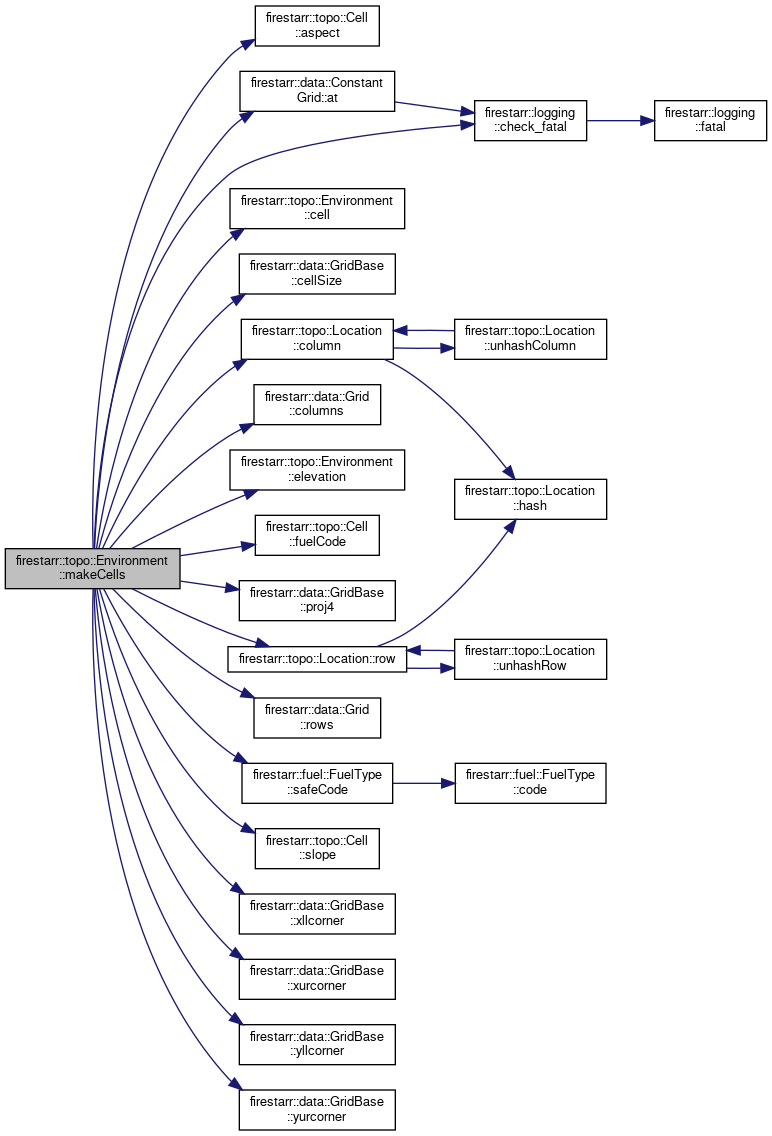 firestarr::topo::Cell
::aspect
firestarr::data::Constant
Grid::at
firestarr::logging
::check_fatal
firestarr::logging
::fatal
firestarr::topo::Environment
::cell
firestarr::data::GridBase
::cellSize
firestarr::topo::Location
::column
firestarr::topo::Location
::unhashColumn
firestarr::data::Grid
::columns
firestarr::topo::Environment
::elevation
firestarr::topo::Location
::hash
firestarr::topo::Cell
::fuelCode
firestarr::topo::Environment
::makeCells
firestarr::data::GridBase
::proj4
firestarr::topo::Location::row
firestarr::topo::Location
::unhashRow
firestarr::data::Grid
::rows
firestarr::fuel::FuelType
::safeCode
firestarr::fuel::FuelType
::code
firestarr::topo::Cell
::slope
firestarr::data::GridBase
::xllcorner
firestarr::data::GridBase
::xurcorner
firestarr::data::GridBase
::yllcorner
firestarr::data::GridBase
::yurcorner